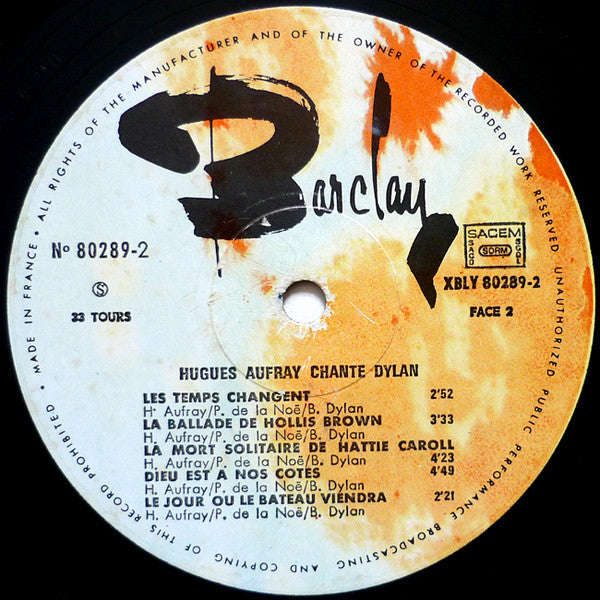 MADE IN FRANCE • ALL RIGHTS OF THE MANUFACTURER AND OF THE OWNER OF THE RECORDED WORK RESERVED UNAUTHORIZED PUBLIC PERFORMANCE BROADCASTING AND COPYING OF THIS RECORD PROHIBITED •
Barclay
Nº 80289-2
SACEM
SACD SDRM SGDL
XBLY 80289-2
S
33 TOURS
FACE 2
HUGUES AUFRAY CHANTE DYLAN
LES TEMPS CHANGENT 2'52
H. Aufray/P. de la Noë/B. Dylan
LA BALLADE DE HOLLIS BROWN 3'33
H. Aufray/P. de la Noë/B. Dylan
LA MORT SOLITAIRE DE HATTIE CAROLL
H. Aufray/P. de la Noë/B. Dylan 4'23
DIEU EST A NOS COTES 4'49
H. Aufray/P. de la Noë/B. Dylan
LE JOUR OU LE BATEAU VIENDRA 2'21
H. Aufray/P. de la Noë/B. Dylan